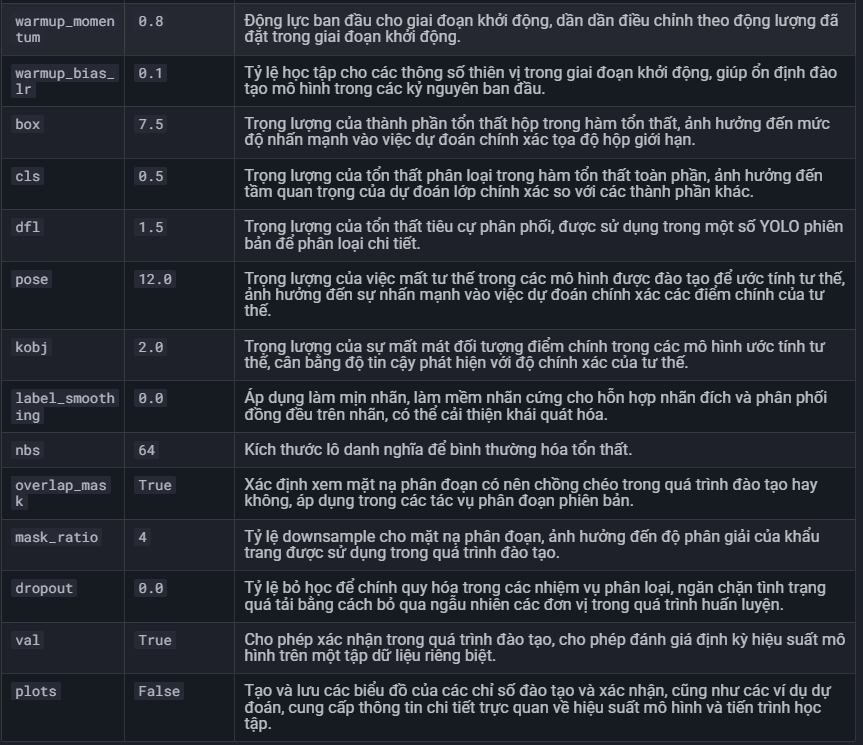 warmup_momen 0.8 Động lực ban đầu cho giai đoạn khởi động, dần dần điều chỉnh theo động lượng đã
tum đặt trong giai đoạn khởi động.
warmup_bias_ 0.1 Tỷ lệ học tập cho các thông số thiên vị trong giai đoạn khởi động, giúp ổn định đào
lr tạo mô hình trong các kỷ nguyên ban đầu.
box 7.5 Trọng lượng của thành phần tổn thất hộp trong hàm tổn thất, ảnh hưởng đến mức
độ nhấn mạnh vào việc dự đoán chính xác tọa độ hộp giới hạn.
cls 0.5 Trọng lượng của tổn thất phân loại trong hàm tổn thất toàn phần, ảnh hưởng đến
tầm quan trọng của dự đoán lớp chính xác so với các thành phần khác.
dfl 1.5 Trọng lượng của tổn thất tiêu cự phân phối, được sử dụng trong một số YOLO phiên
bản để phân loại chi tiết.
pose 12.0 Trọng lượng của việc mất tư thế trong các mô hình được đào tạo để ước tính tư thế,
ảnh hưởng đến sự nhấn mạnh vào việc dự đoán chính xác các điểm chính của tư
thế.
kobj 2.0 Trọng lượng của sự mất mát đối tượng điểm chính trong các mô hình ước tính tư
thế, cân bằng độ tin cậy phát hiện với độ chính xác của tư thế.
label_smooth 0.0 Áp dụng làm mịn nhãn, làm mềm nhãn cứng cho hỗn hợp nhãn đích và phân phối
ing đồng đều trên nhãn, có thể cải thiện khái quát hóa.
nbs 64 Kích thước lô danh nghĩa để bình thường hóa tổn thất.
overlap_mas True Xác định xem mặt nạ phân đoạn có nên chồng chéo trong quá trình đào tạo hay
k không, áp dụng trong các tác vụ phân đoạn phiên bản.
mask_ratio 4 Tỷ lệ downsample cho mặt nạ phân đoạn, ảnh hưởng đến độ phân giải của khẩu
trang được sử dụng trong quá trình đào tạo.
dropout 0.0 Tỷ lệ bỏ học để chính quy hóa trong các nhiệm vụ phân loại, ngăn chặn tình trạng
quá tải bằng cách bỏ qua ngẫu nhiên các đơn vị trong quá trình huấn luyện.
val True Cho phép xác nhận trong quá trình đào tạo, cho phép đánh giá định kỳ hiệu suất mô
hình trên một tập dữ liệu riêng biệt.
plots False Tạo và lưu các biểu đồ của các chỉ số đào tạo và xác nhận, cũng như các ví dụ dự
đoán, cung cấp thông tin chi tiết trực quan về hiệu suất mô hình và tiến trình học
tập.